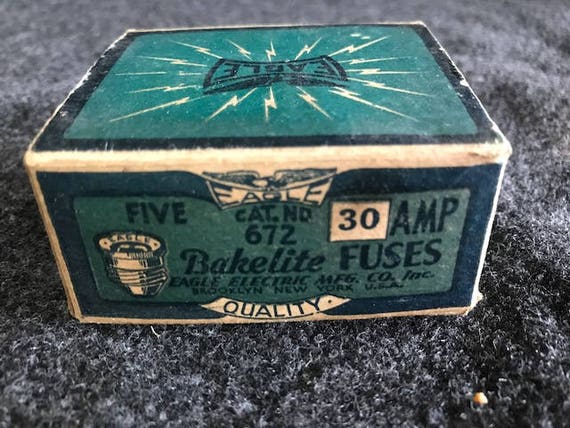 EAGLE
EAGLE
FIVE CAT. NO 30 AMP
672
EAGLE
Bakelite FUSES
EAGLE ELECTRIC MFG. CO. Inc.
BROOKLYN NEW YORK U.S.A.
QUALITY